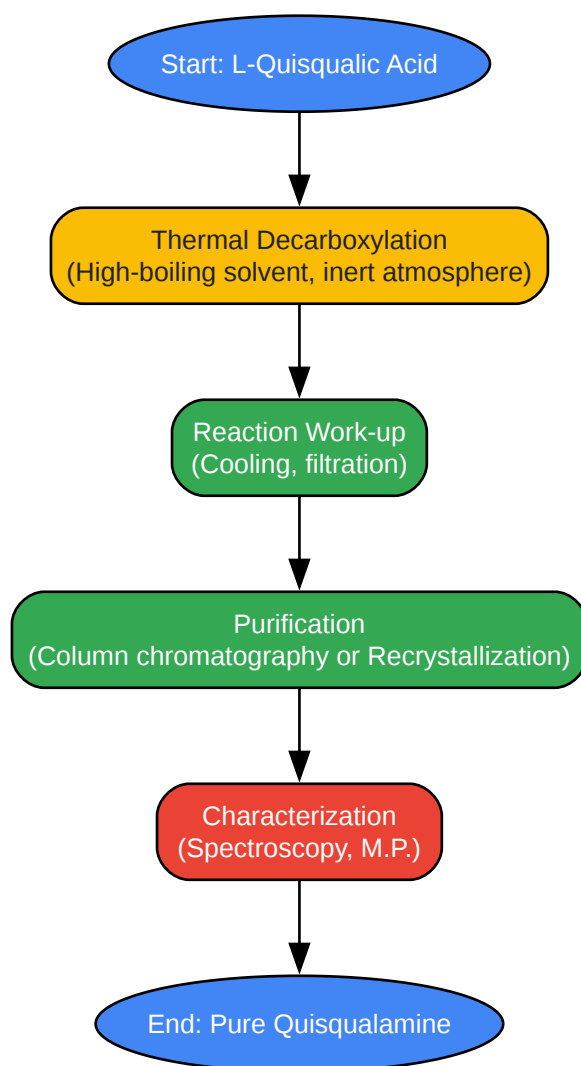 Start: L-Quisqualic Acid
Thermal Decarboxylation
(High-boiling solvent, inert atmosphere)
Reaction Work-up
(Cooling, filtration)
Purification
(Column chromatography or Recrystallization)
Characterization
(Spectroscopy, M.P.)
End: Pure Quisqualamine